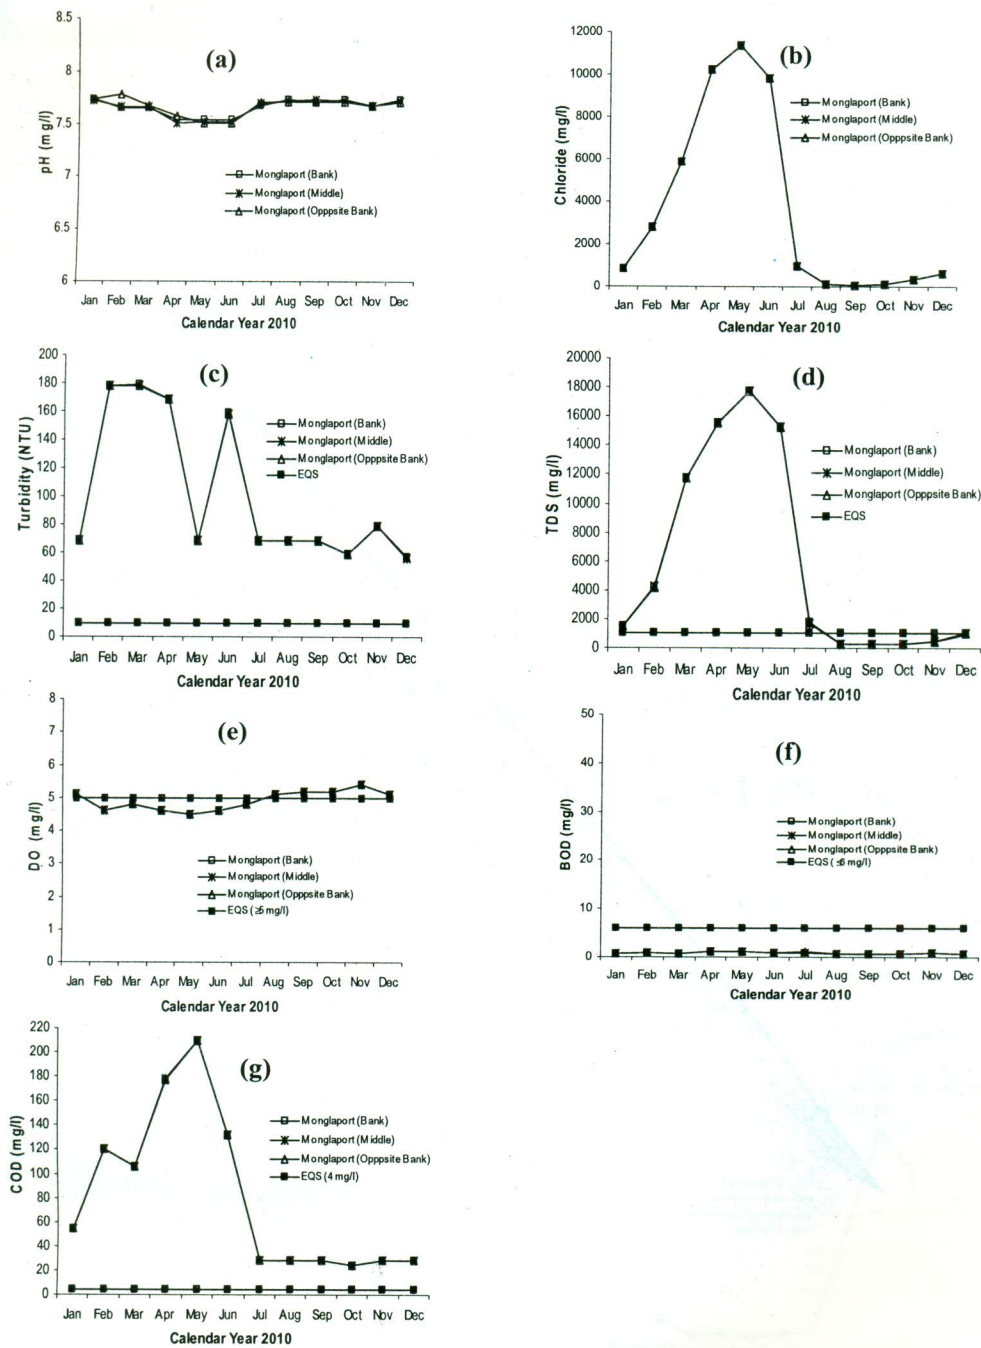 (a)
pH (mg/l)
8.5
8
7.5
7
6.5
6
Monglaport (Bank)
Monglaport (Middle)
Monglaport (Opppsite Bank)
Jan Feb Mar Apr May Jun Jul Aug Sep Oct Nov Dec
Calendar Year 2010
(b)
Chloride (mg/l)
12000
10000
8000
6000
4000
2000
0
Monglaport (Bank)
Monglaport (Middle)
Monglaport (Opppsite Bank)
Jan Feb Mar Apr May Jun Jul Aug Sep Oct Nov Dec
Calendar Year 2010
(c)
Turbidity (NTU)
200
180
160
140
120
100
80
60
40
20
0
Monglaport (Bank)
Monglaport (Middle)
Monglaport (Opppsite Bank)
EQS
Jan Feb Mar Apr May Jun Jul Aug Sep Oct Nov Dec
Calendar Year 2010
(d)
TDS (mg/l)
20000
18000
16000
14000
12000
10000
8000
6000
4000
2000
0
Monglaport (Bank)
Monglaport (Middle)
Monglaport (Opppsite Bank)
EQS
Jan Feb Mar Apr May Jun Jul Aug Sep Oct Nov Dec
Calendar Year 2010
(e)
DO (mg/l)
8
7
6
5
4
3
2
1
0
Monglaport (Bank)
Monglaport (Middle)
Monglaport (Opppsite Bank)
EQS (≥5 mg/l)
Jan Feb Mar Apr May Jun Jul Aug Sep Oct Nov Dec
Calendar Year 2010
(f)
BOD (mg/l)
50
40
30
20
10
0
Monglaport (Bank)
Monglaport (Middle)
Monglaport (Opppsite Bank)
EQS (≤6 mg/l)
Jan Feb Mar Apr May Jun Jul Aug Sep Oct Nov Dec
Calendar Year 2010
(g)
COD (mg/l)
220
200
180
160
140
120
100
80
60
40
20
0
Monglaport (Bank)
Monglaport (Middle)
Monglaport (Opppsite Bank)
EQS (4 mg/l)
Jan Feb Mar Apr May Jun Jul Aug Sep Oct Nov Dec
Calendar Year 2010